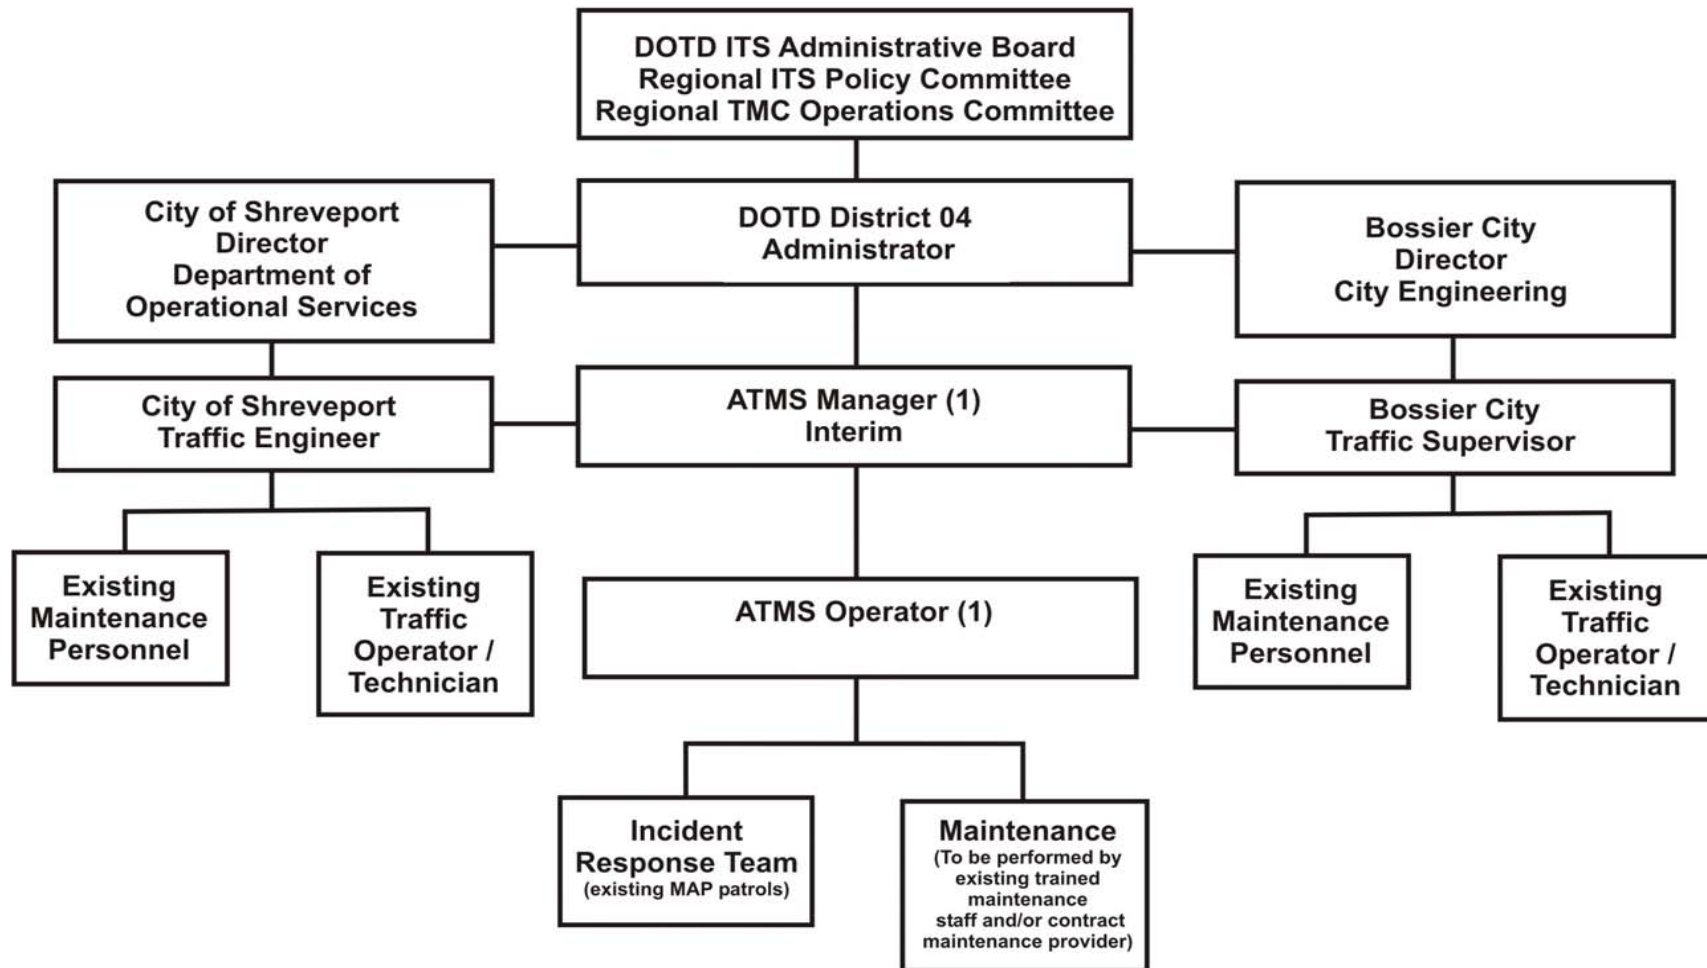 DOTD ITS Administrative Board
Regional ITS Policy Committee
Regional TMC Operations Committee
City of Shreveport
Director
Department of
Operational Services
DOTD District 04
Administrator
Bossier City
Director
City Engineering
City of Shreveport
Traffic Engineer
ATMS Manager (1)
Interim
Bossier City
Traffic Supervisor
Existing
Maintenance
Personnel
Existing
Traffic
Operator /
Technician
ATMS Operator (1)
Existing
Maintenance
Personnel
Existing
Traffic
Operator /
Technician
Incident
Response Team
(existing MAP patrols)
Maintenance
(To be performed by
existing trained
maintenance
staff and/or contract
maintenance provider)